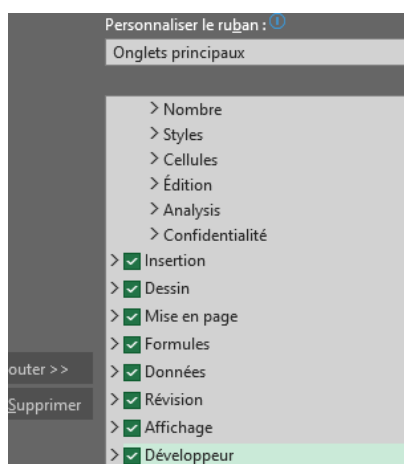 Personnaliser le ruban :
Onglets principaux
Nombre
Styles
Cellules
Édition
Analysis
Confidentialité
Insertion
Dessin
Mise en page
Formules
Données
outer >>
Révision
Supprimer
Affichage
Développeur